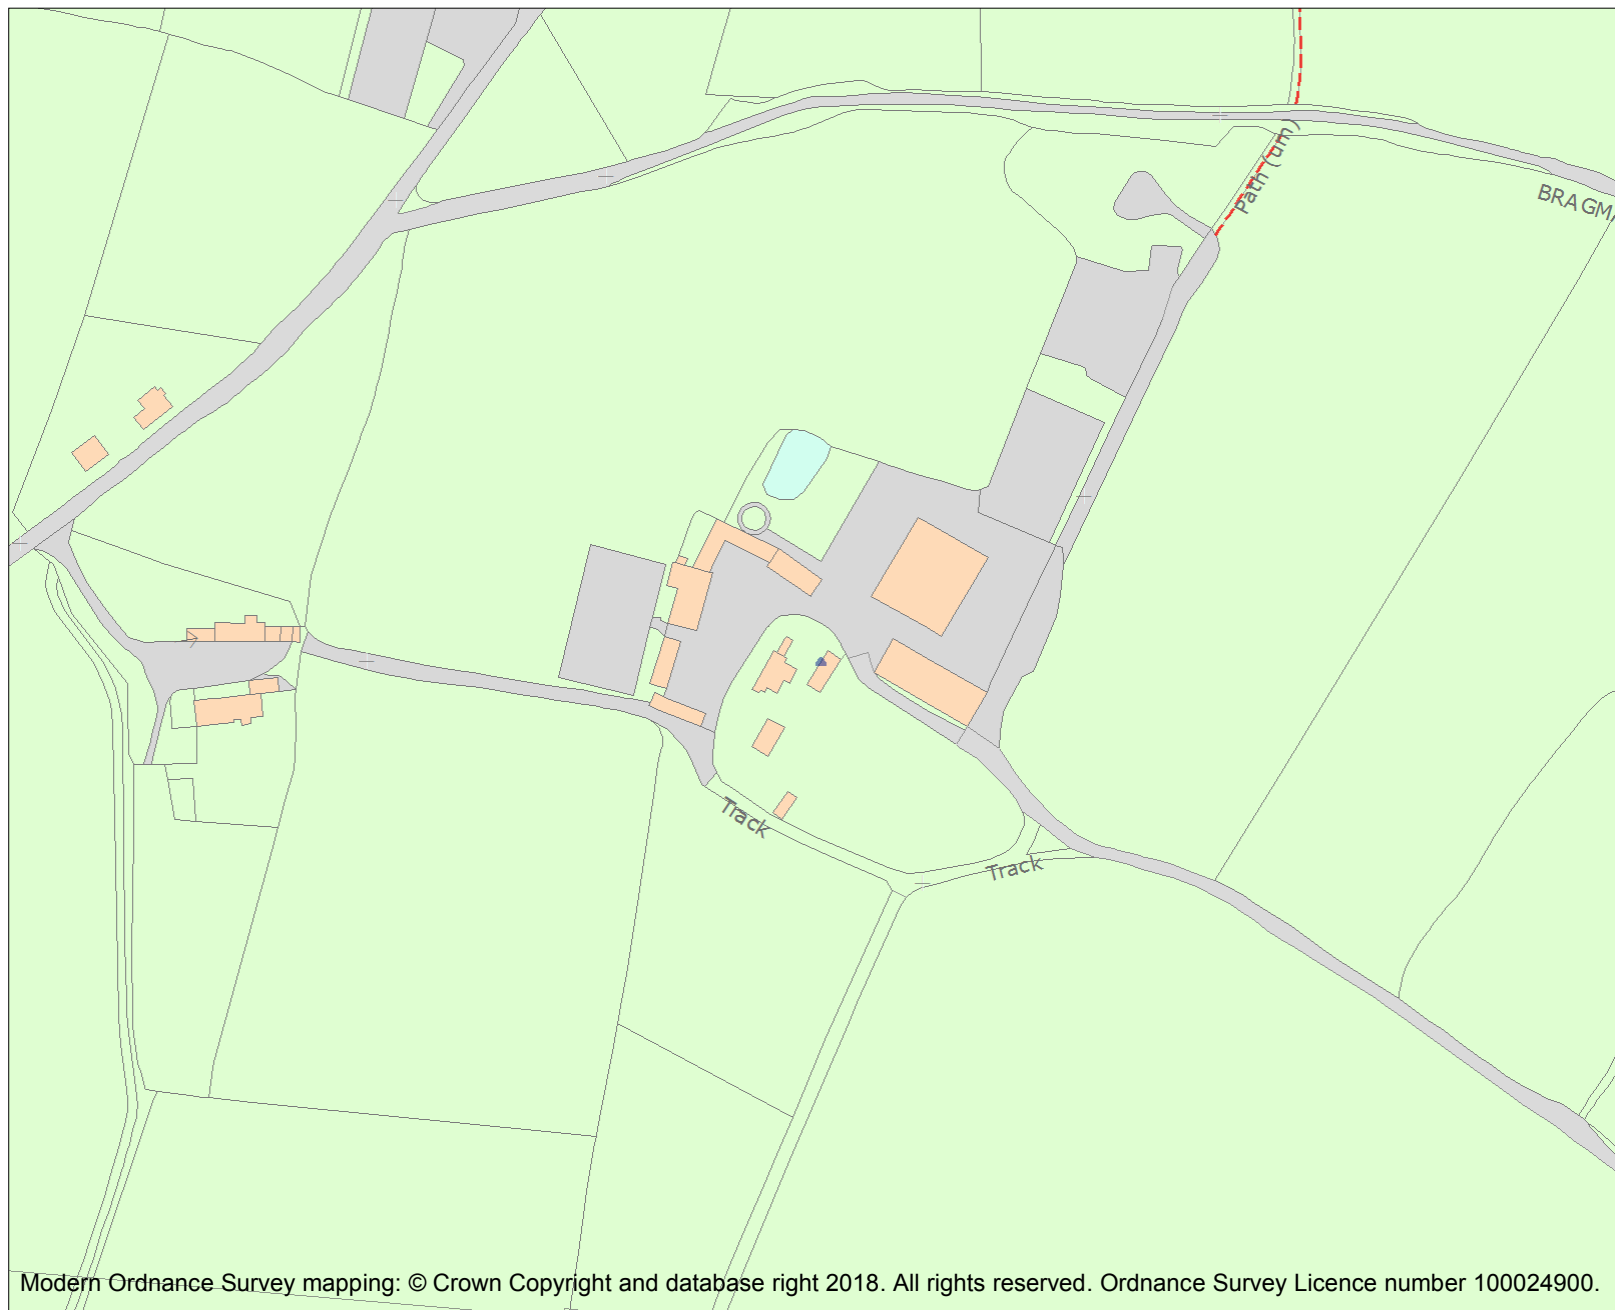 Path (um)
BRAGM
Track
Track
Modern Ordnance Survey mapping: © Crown Copyright and database right 2018. All rights reserved. Ordnance Survey Licence number 100024900.